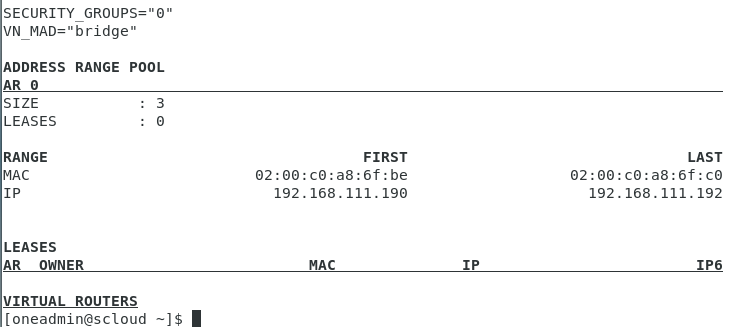 SECURITY_GROUPS="0"
VN_MAD="bridge"
ADDRESS RANGE POOL
AR 0
SIZE : 3
LEASES : 0
RANGE FIRST LAST
MAC 02:00:c0:a8:6f:be 02:00:c0:a8:6f:c0
IP 192.168.111.190 192.168.111.192
LEASES
AR OWNER MAC IP IP6
VIRTUAL ROUTERS
[oneadmin@scloud ~]$